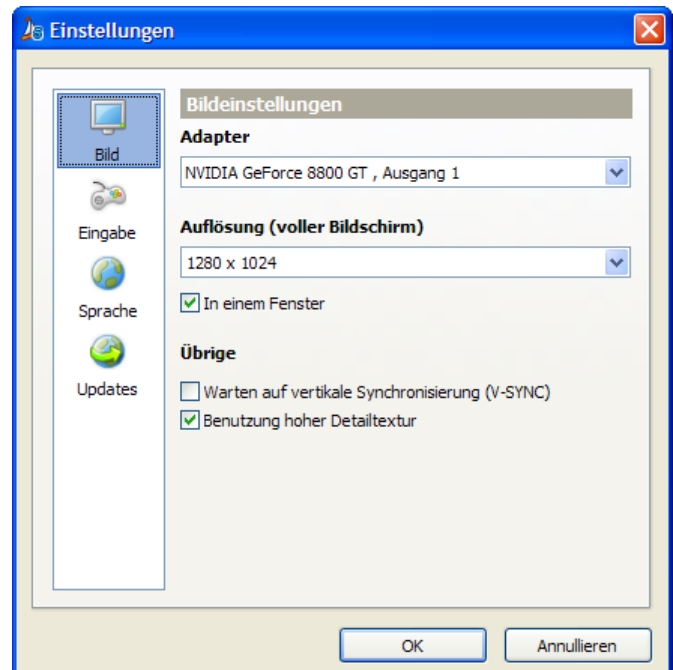 Einstellungen
Bild
Eingabe
Sprache
Updates
Bildeinstellungen
Adapter
NVIDIA GeForce 8800 GT , Ausgang 1
Auflösung (voller Bildschirm)
1280 x 1024
In einem Fenster
Übrige
Warten auf vertikale Synchronisierung (V-SYNC)
Benutzung hoher Detailtextur
OK
Annullieren